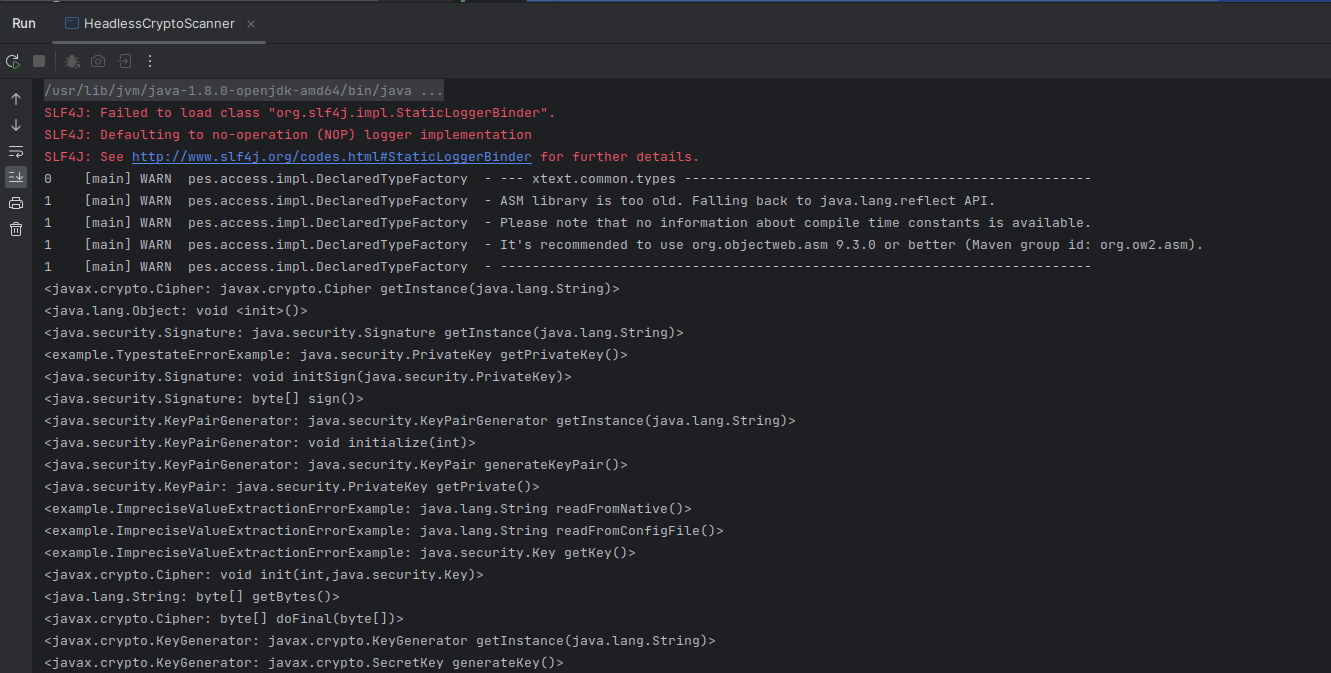 Run
HeadlessCryptoScanner
/usr/lib/jvm/java-1.8.0-openjdk-amd64/bin/java ...
SLF4J: Failed to load class "org.slf4j.impl.StaticLoggerBinder".
SLF4J: Defaulting to no-operation (NOP) logger implementation
SLF4J: See http://www.slf4j.org/codes.html#StaticLoggerBinder for further details.
0    [main] WARN  pes.access.impl.DeclaredTypeFactory  - --- xtext.common.types ---------------------------------------------------
1    [main] WARN  pes.access.impl.DeclaredTypeFactory  - ASM library is too old. Falling back to java.lang.reflect API.
1    [main] WARN  pes.access.impl.DeclaredTypeFactory  - Please note that no information about compile time constants is available.
1    [main] WARN  pes.access.impl.DeclaredTypeFactory  - It's recommended to use org.objectweb.asm 9.3.0 or better (Maven group id: org.ow2.asm).
1    [main] WARN  pes.access.impl.DeclaredTypeFactory  - --------------------------------------------------------------------------
<javax.crypto.Cipher: javax.crypto.Cipher getInstance(java.lang.String)>
<java.lang.Object: void <init>()>
<java.security.Signature: java.security.Signature getInstance(java.lang.String)>
<example.TypestateErrorExample: java.security.PrivateKey getPrivateKey()>
<java.security.Signature: void initSign(java.security.PrivateKey)>
<java.security.Signature: byte[] sign()>
<java.security.KeyPairGenerator: java.security.KeyPairGenerator getInstance(java.lang.String)>
<java.security.KeyPairGenerator: void initialize(int)>
<java.security.KeyPairGenerator: java.security.KeyPair generateKeyPair()>
<java.security.KeyPair: java.security.PrivateKey getPrivate()>
<example.ImpreciseValueExtractionErrorExample: java.lang.String readFromNative()>
<example.ImpreciseValueExtractionErrorExample: java.lang.String readFromConfigFile()>
<example.ImpreciseValueExtractionErrorExample: java.security.Key getKey()>
<javax.crypto.Cipher: void init(int,java.security.Key)>
<java.lang.String: byte[] getBytes()>
<javax.crypto.Cipher: byte[] doFinal(byte[])>
<javax.crypto.KeyGenerator: javax.crypto.KeyGenerator getInstance(java.lang.String)>
<javax.crypto.KeyGenerator: javax.crypto.SecretKey generateKey()>